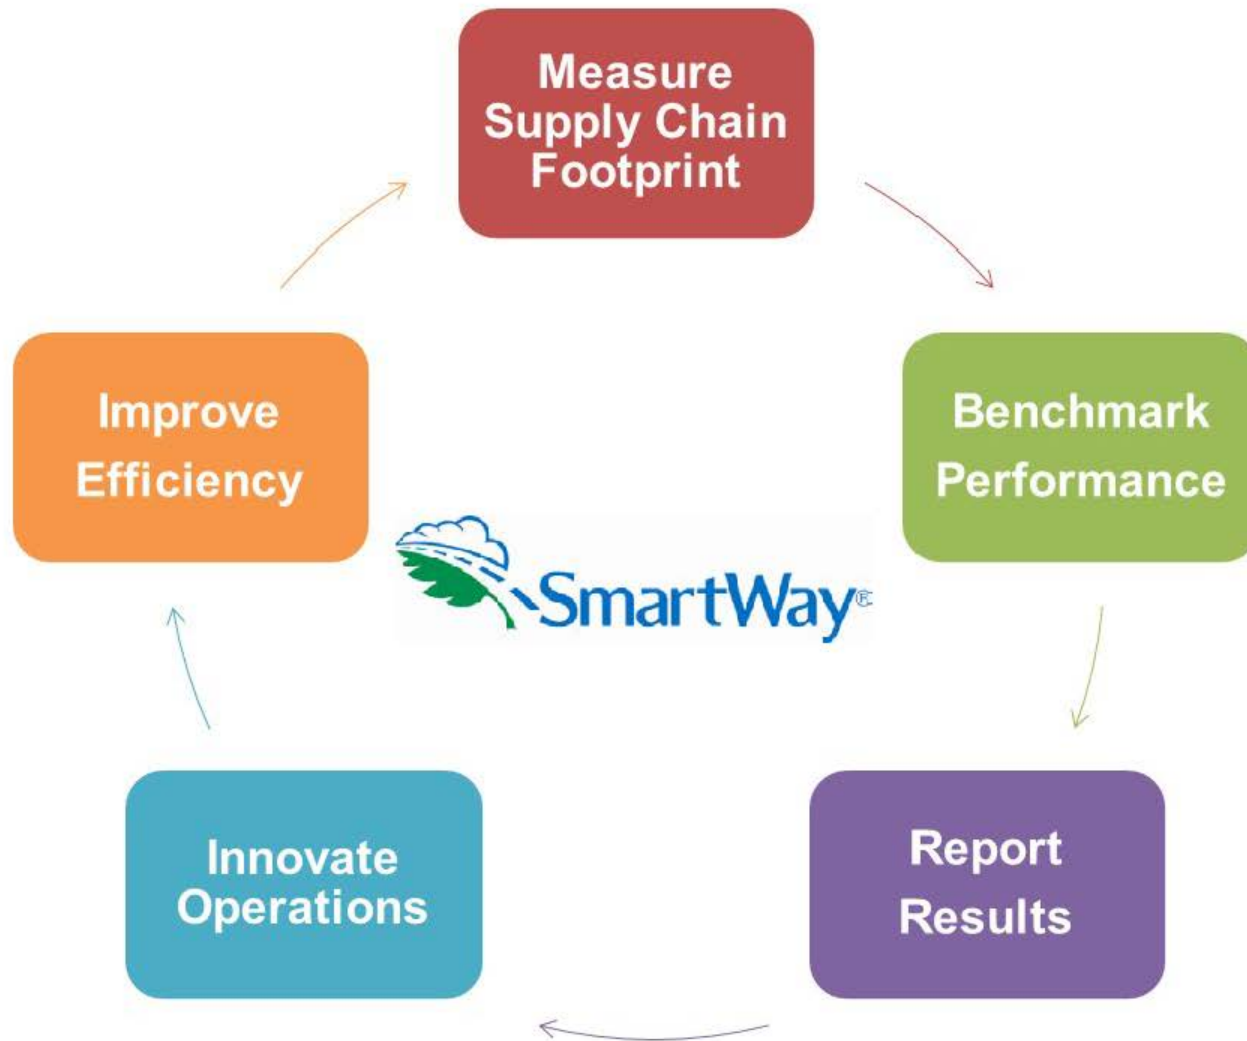 Measure
Supply Chain
Footprint
Benchmark
Performance
Report
Results
Innovate
Operations
Improve
Efficiency
SmartWay®